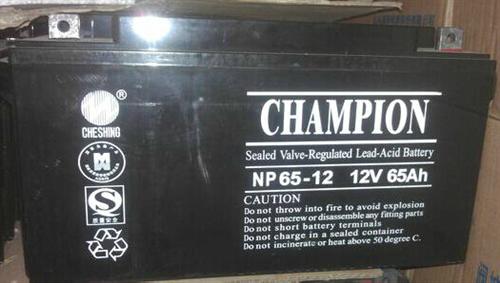 ®
CHESHING
CHAMPION
Sealed Valve-Regulated Lead-Acid Battery
NP 65-12 12V 65Ah
CAUTION
Do not throw into fire to avoid explosion
Do not unscrew or disassemble any fitting parts
Do not short battery terminals
Do not charge in a sealed container
Do not incinerate or heat above 50 degree C.